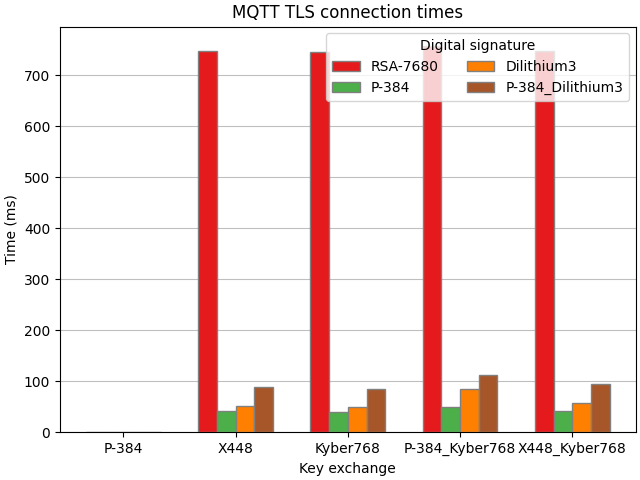 MQTT TLS connection times
Digital signature
RSA-7680
Dilithium3
P-384
P-384_Dilithium3
Time (ms)
700
600
500
400
300
200
100
0
P-384
X448
Kyber768
P-384_Kyber768
X448_Kyber768
Key exchange